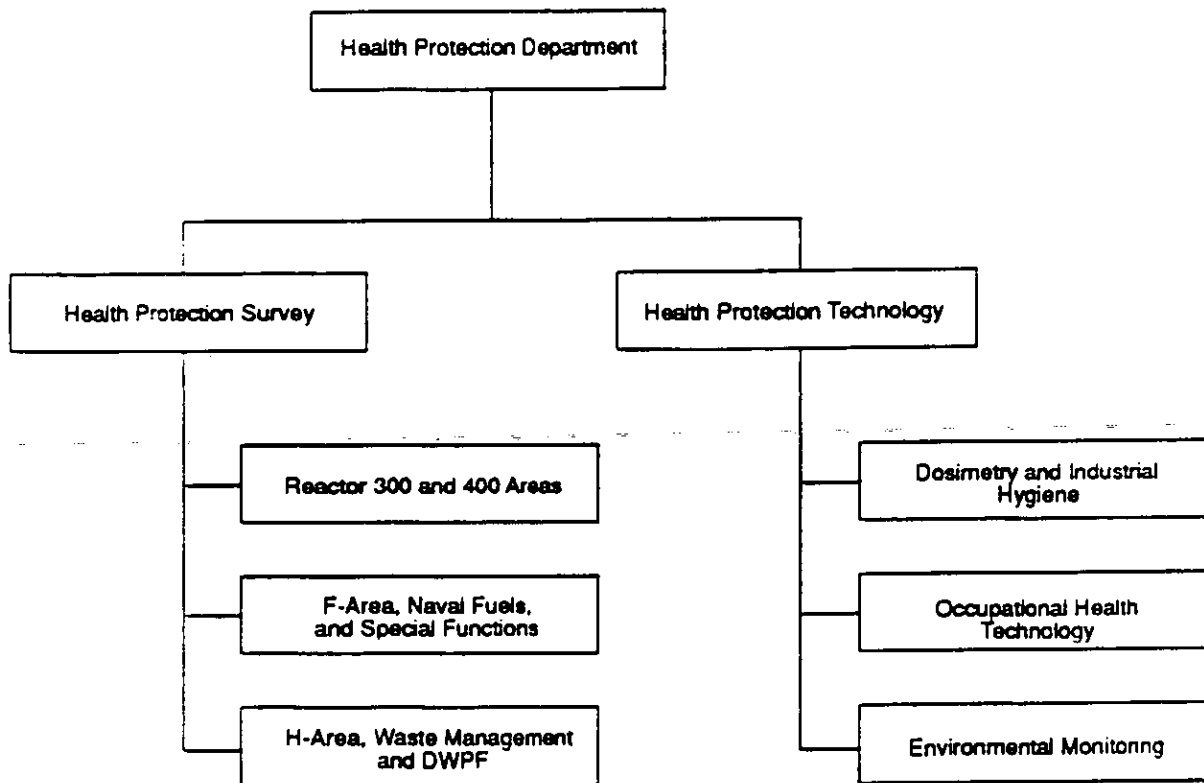 Health Protection Department
Health Protection Survey
Health Protection Technology
Reactor 300 and 400 Areas
F-Area, Naval Fuels,
and Special Functions
H-Area, Waste Management
and DWPF
Dosimetry and Industrial
Hygiene
Occupational Health
Technology
Environmental Monitoring